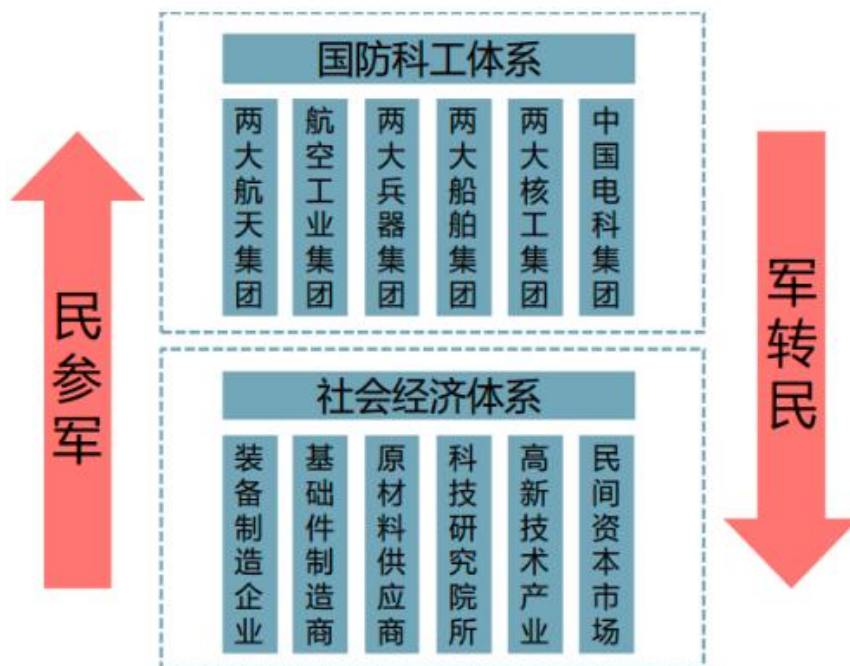 国防科工体系
两大航天集团
航空工业集团
两大兵器集团
两大船舶集团
两大核工集团
中国电科集团
民参军
军转民
社会经济体系
装备制造企业
基础件制造商
原材料供应商
科技研究院所
高新技术产业
民间资本市场